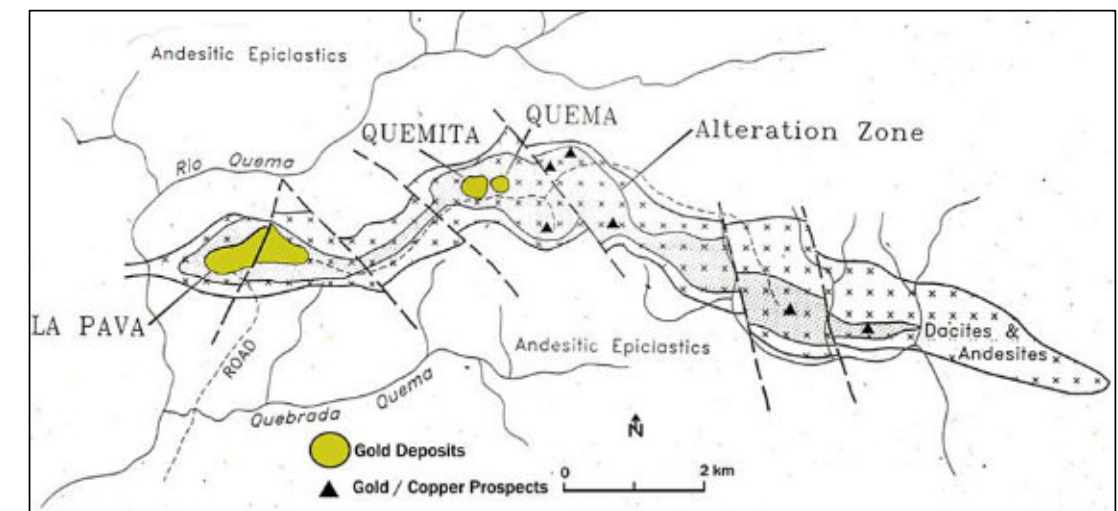 Andesitic Epiclastics
QUEMA
QUEMITA
Alteration Zone
Rio Quema
LA PAVA
ROAD
Andesitic Epiclastics
Dacites &
Andesites
Quebrada Quema
N
Gold Deposits
0 2 km
Gold / Copper Prospects